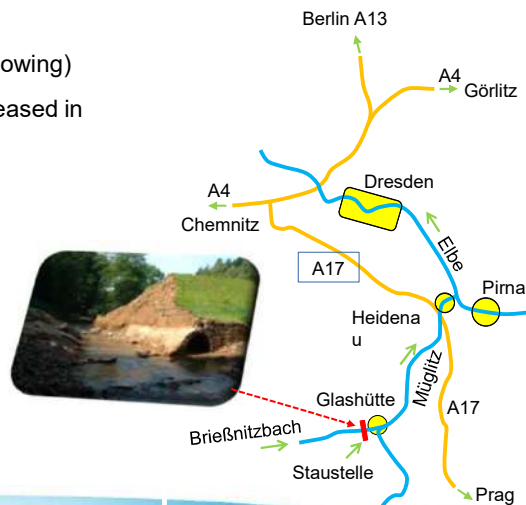 Berlin A13
owing)
eased in
A4
Görlitz
A4
Chemnitz
Dresden
Elbe
A17
Pirna
Heidena
u
Müglitz
Glashütte
A17
Brießnitzbach
Staustelle
Prag